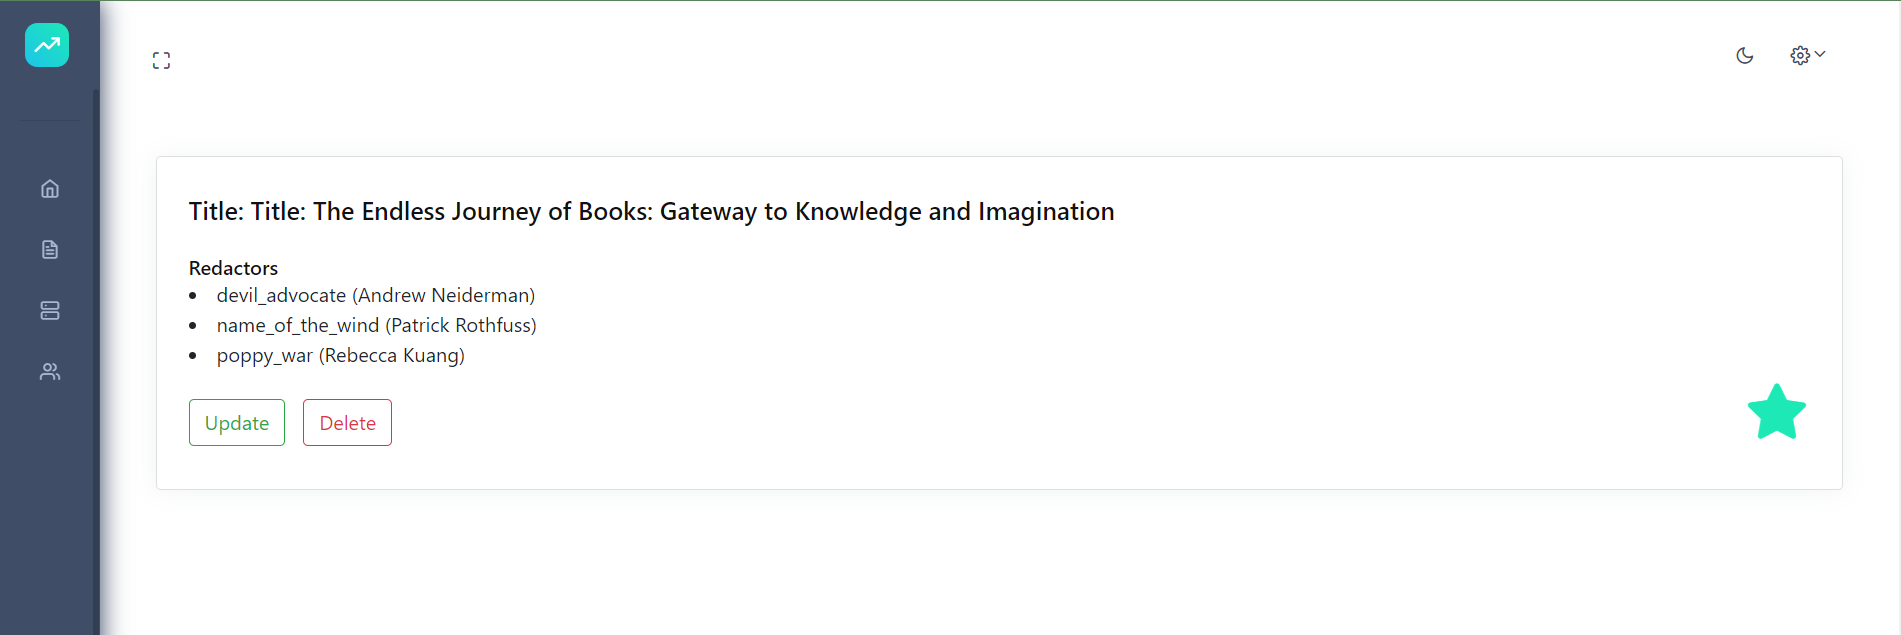 Title: Title: The Endless Journey of Books: Gateway to Knowledge and Imagination
Redactors
devil_advocate (Andrew Neiderman)
name_of_the_wind (Patrick Rothfuss)
poppy_war (Rebecca Kuang)
Update Delete